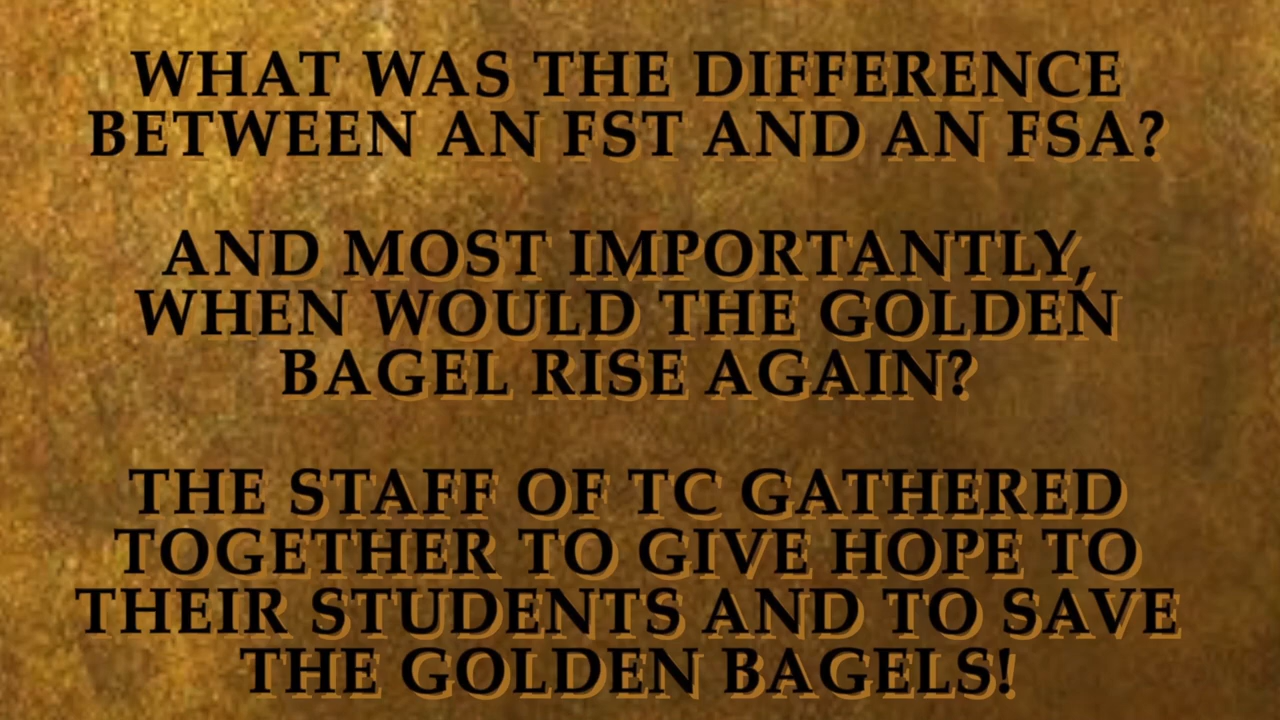 WHAT WAS THE DIFFERENCE
BETWEEN AN FST AND AN FSA?
AND MOST IMPORTANTLY,
WHEN WOULD THE GOLDEN
BAGEL RISE AGAIN?
THE STAFF OF TC GATHERED
TOGETHER TO GIVE HOPE TO
THEIR STUDENTS AND TO SAVE
THE GOLDEN BAGELS!